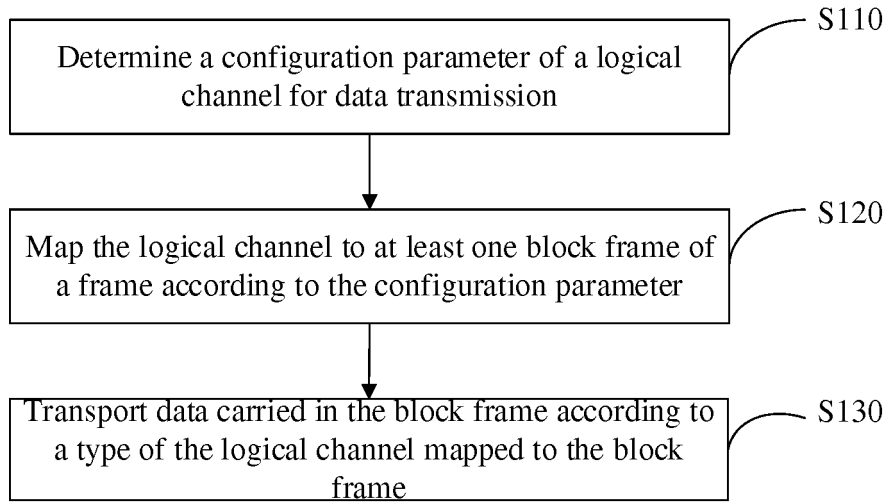 S110
Determine a configuration parameter of a logical
channel for data transmission
S120
Map the logical channel to at least one block frame of
a frame according to the configuration parameter
S130
Transport data carried in the block frame according to
a type of the logical channel mapped to the block
frame